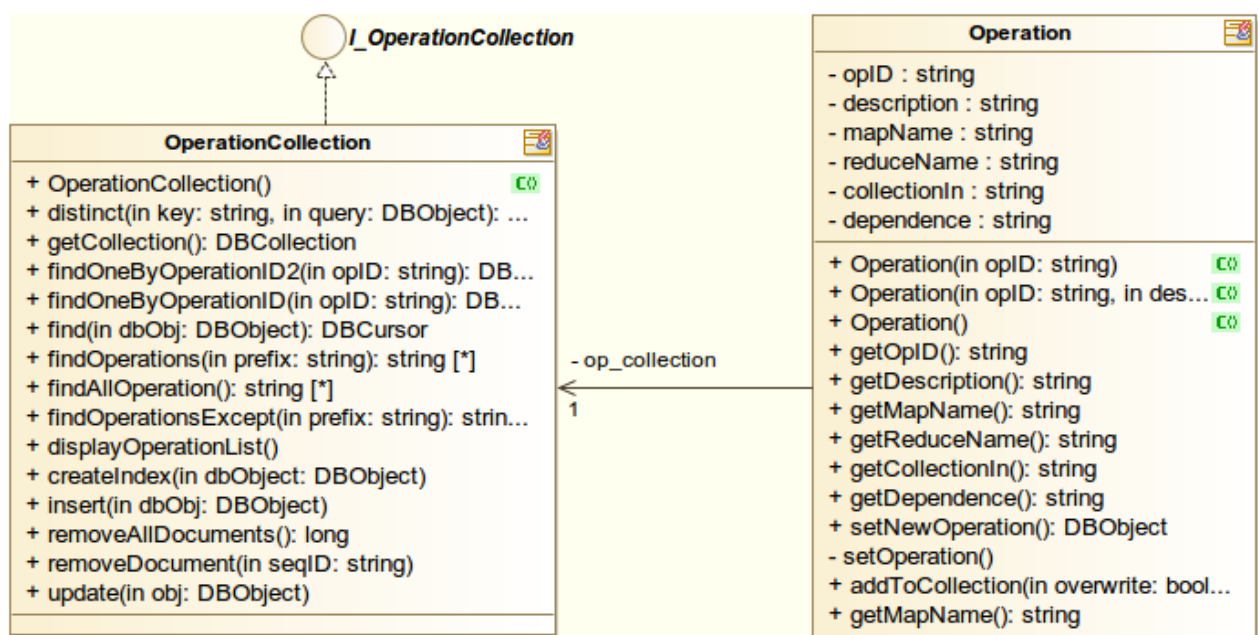 I_OperationCollection
OperationCollection
+ OperationCollection()
+ distinct(in key: string, in query: DBObject): ...
+ getCollection(): DBCollection
+ findOneByOperationID2(in opID: string): DB...
+ findOneByOperationID(in opID: string): DB...
+ find(in dbObj: DBObject): DBCursor
+ findOperations(in prefix: string): string [*]
+ findAllOperation(): string [*]
+ findOperationsExcept(in prefix: string): strin...
+ displayOperationList()
+ createIndex(in dbObject: DBObject)
+ insert(in dbObj: DBObject)
+ removeAllDocuments(): long
+ removeDocument(in seqID: string)
+ update(in obj: DBObject)
- op_collection
1
Operation
- opID : string
- description : string
- mapName : string
- reduceName : string
- collectionIn : string
- dependence : string
+ Operation(in opID: string)
+ Operation(in opID: string, in des...
+ Operation()
+ getOpID(): string
+ getDescription(): string
+ getMapName(): string
+ getReduceName(): string
+ getCollectionIn(): string
+ getDependence(): string
+ setNewOperation(): DBObject
- setOperation()
+ addToCollection(in overwrite: bool...
+ getMapName(): string